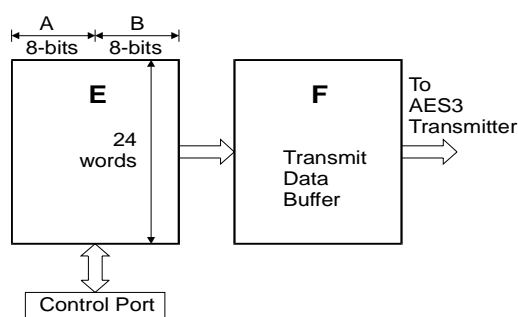 A B
8-bits 8-bits
E
24
words
F
Transmit
Data
Buffer
To
AES3
Transmitter
Control Port